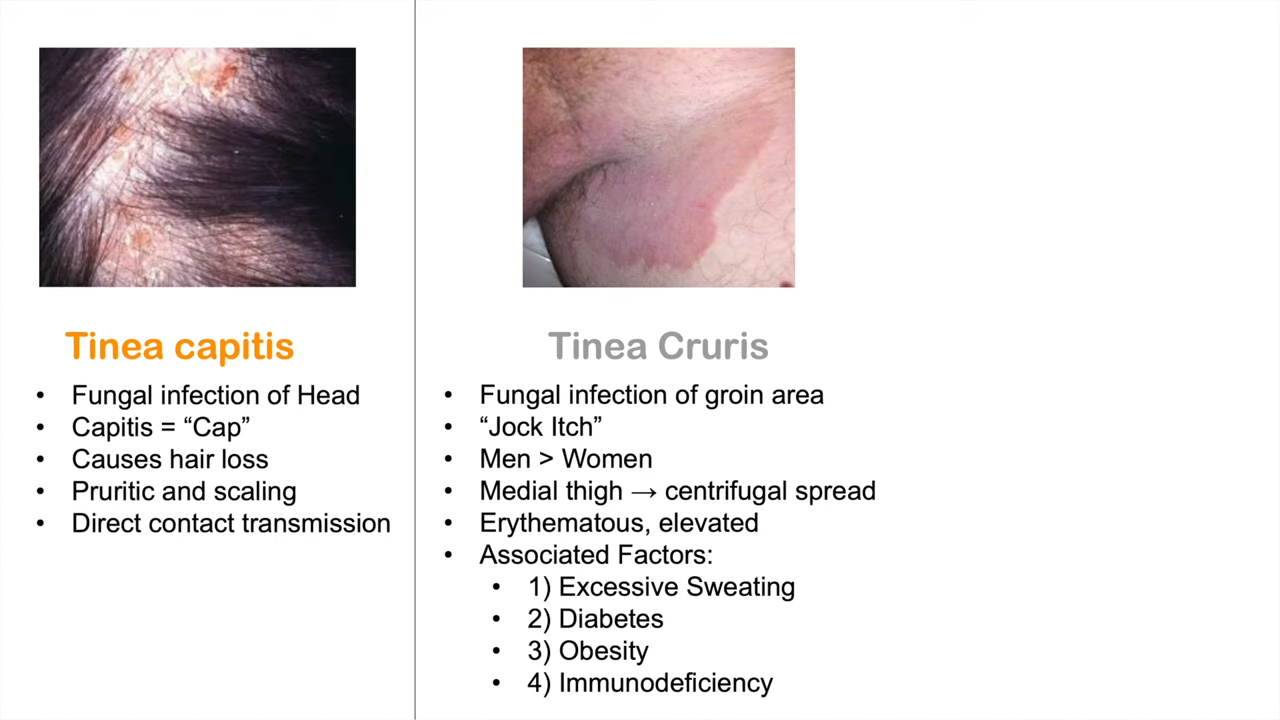 Tinea capitis
• Fungal infection of Head
• Capitis = “Cap”
• Causes hair loss
• Pruritic and scaling
• Direct contact transmission
Tinea Cruris
• Fungal infection of groin area
• “Jock Itch”
• Men > Women
• Medial thigh → centrifugal spread
• Erythematous, elevated
• Associated Factors:
• 1) Excessive Sweating
• 2) Diabetes
• 3) Obesity
• 4) Immunodeficiency